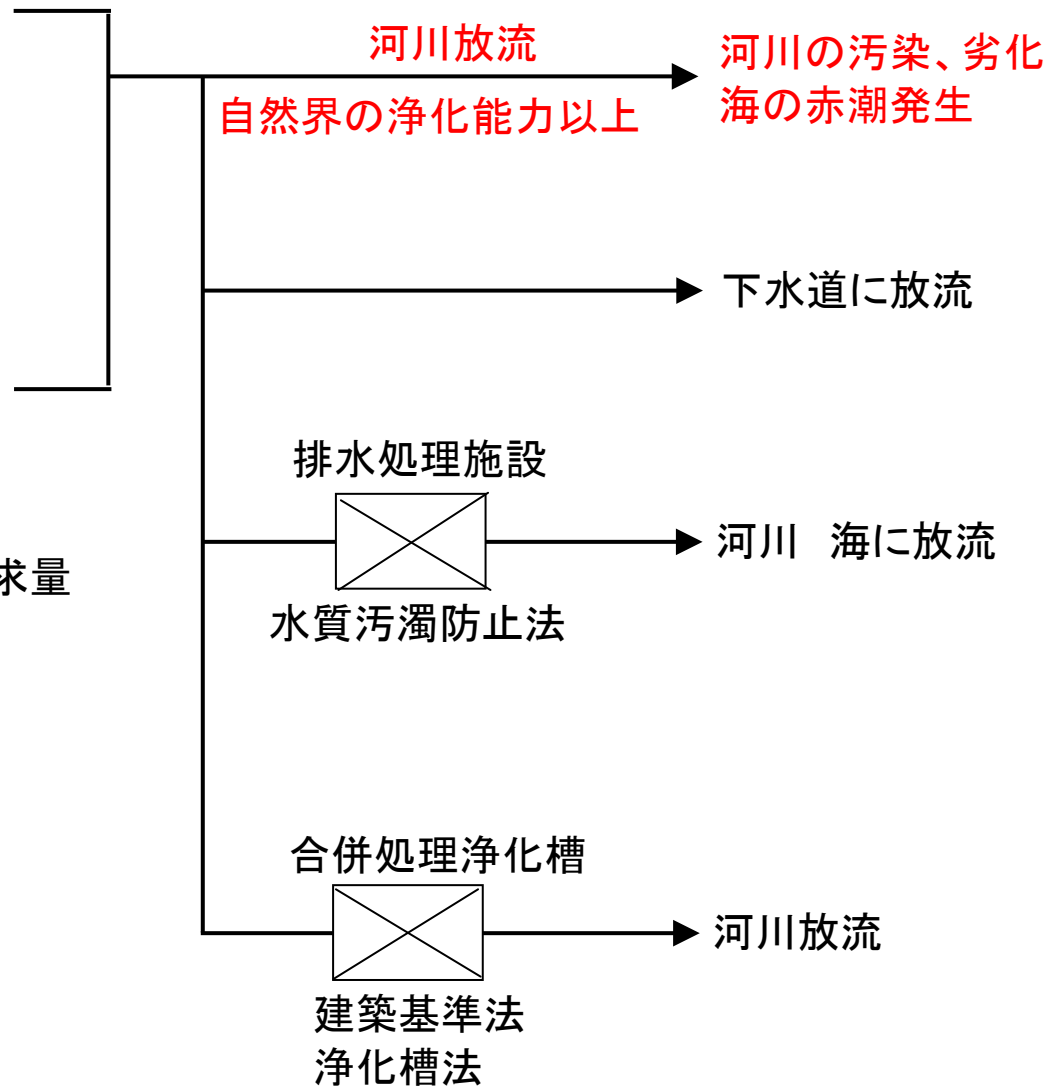 河川放流
自然界の浄化能力以上
河川の汚染、劣化
海の赤潮発生
下水道に放流
排水処理施設
河川　海に放流
水質汚濁防止法
求量
合併処理浄化槽
河川放流
建築基準法
浄化槽法